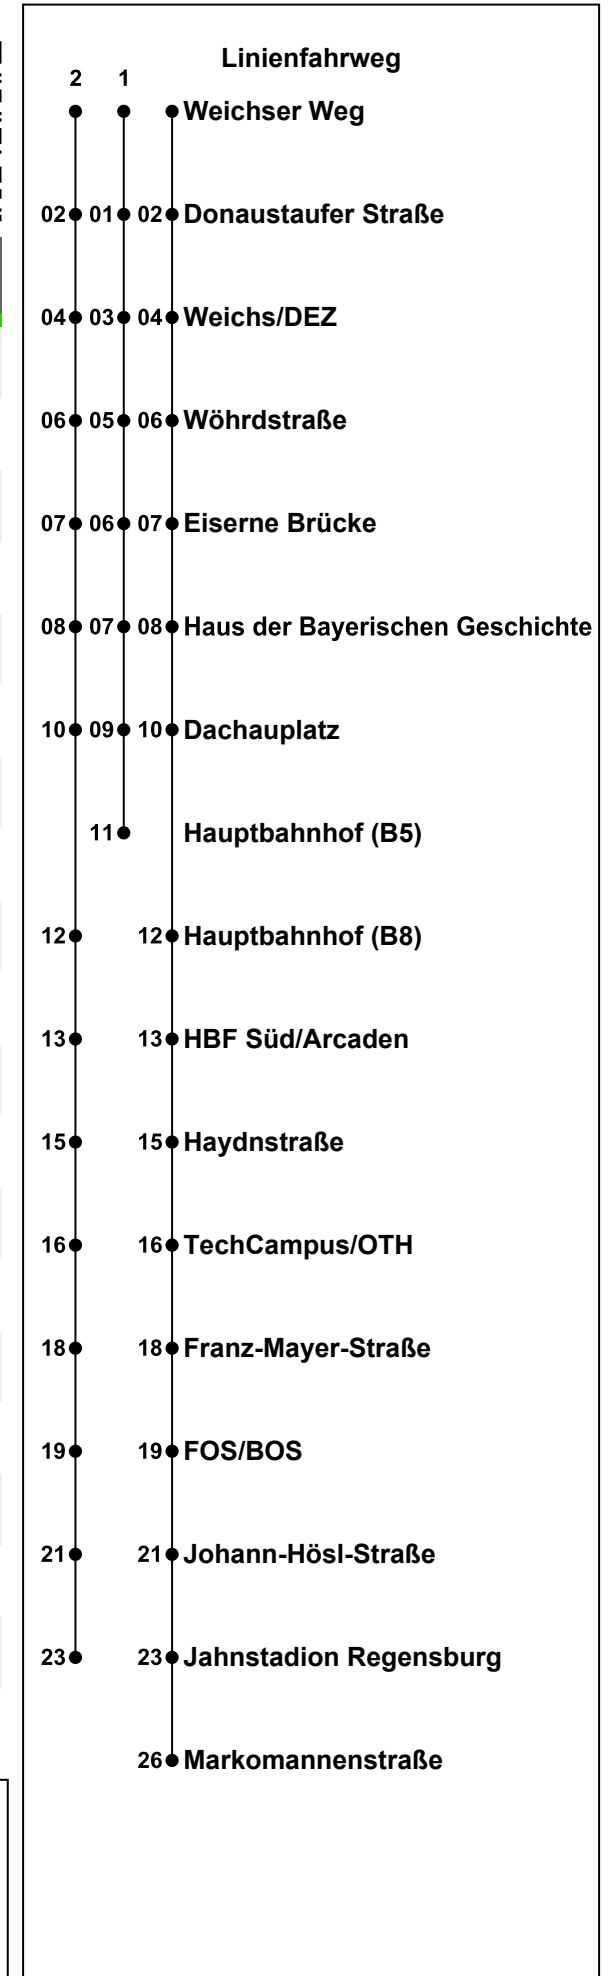 Linienfahrweg
2 1
Weichser Weg
02 01 02 Donaustaufer Straße
04 03 04 Weichs/DEZ
06 05 06 Wöhrdstraße
07 06 07 Eiserne Brücke
08 07 08 Haus der Bayerischen Geschichte
10 09 10 Dachauplatz
11 Hauptbahnhof (B5)
12 12 Hauptbahnhof (B8)
13 13 HBF Süd/Arcaden
15 15 Haydnstraße
16 16 TechCampus/OTH
18 18 Franz-Mayer-Straße
19 19 FOS/BOS
21 21 Johann-Hösl-Straße
23 23 Jahnstadion Regensburg
26 Markomannenstraße